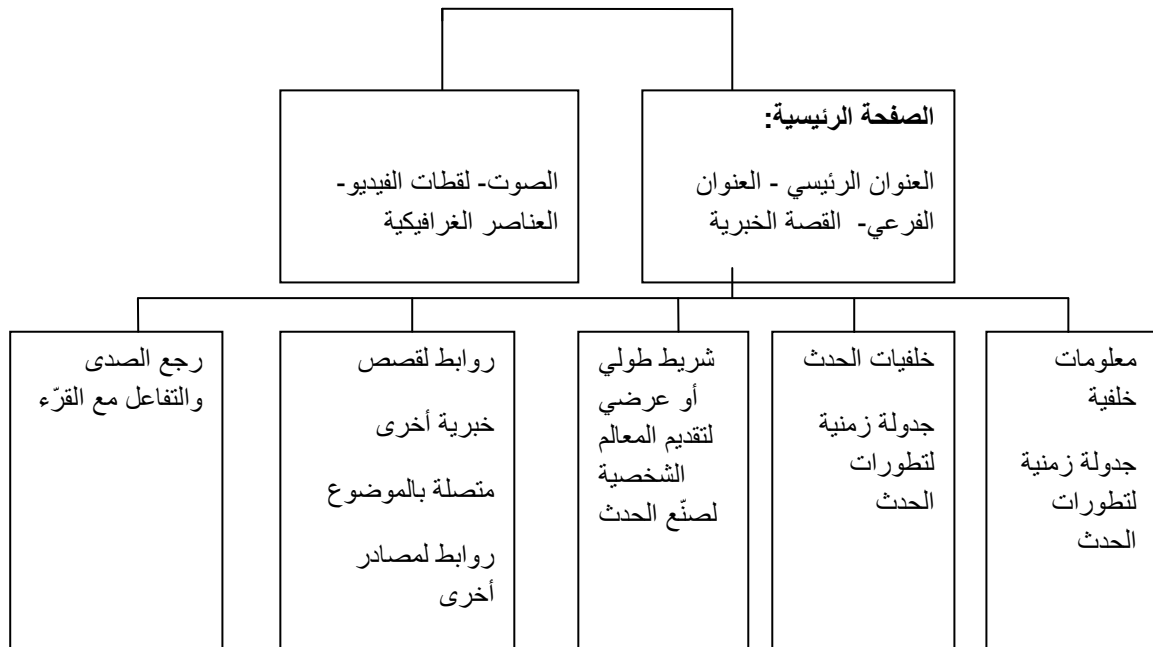 الصفحة الرئيسية:
العنوان الرئيسي - العنوان
الفرعي- القصة الخبرية
الصوت- لقطات الفيديو-
العناصر الغرافيكية
معلومات
خلفية
جدولة زمنية
لتطورات
الحدث
خلفيات الحدث
جدولة زمنية
لتطورات
الحدث
شريط طولي
أو عرضي
لتقديم المعالم
الشخصية
لصنّع الحدث
روابط لقصص
خبرية أخرى
متصلة بالموضوع
روابط لمصادر
أخرى
رجع الصدى
والتفاعل مع القرّء